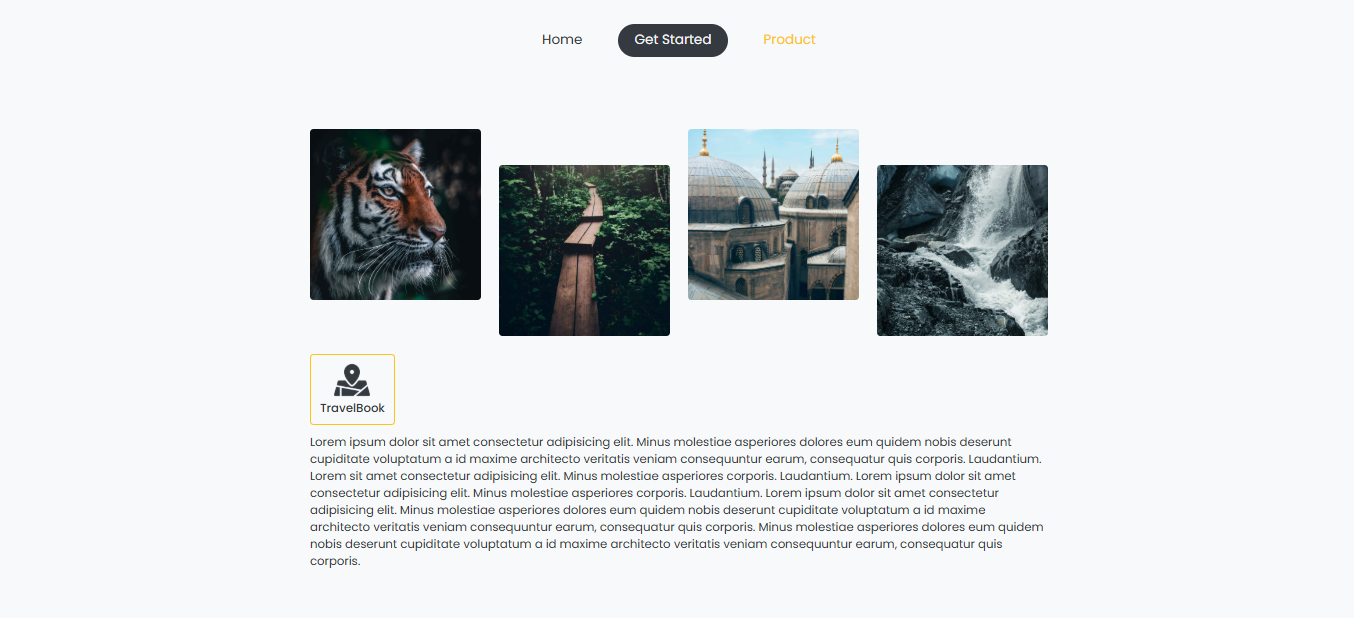 Home
Get Started
Product
TravelBook
Lorem ipsum dolor sit amet consectetur adipisicing elit. Minus molestiae asperiores dolores eum quidem nobis deserunt
cupiditate voluptatum a id maxime architecto veritatis veniam consequuntur earum, consequatur quis corporis. Laudantium.
Lorem sit amet consectetur adipisicing elit. Minus molestiae asperiores corporis. Laudantium. Lorem ipsum dolor sit amet
consectetur adipisicing elit. Minus molestiae asperiores corporis. Laudantium. Lorem ipsum dolor sit amet consectetur
adipisicing elit. Minus molestiae asperiores dolores eum quidem nobis deserunt cupiditate voluptatum a id maxime
architecto veritatis veniam consequuntur earum, consequatur quis corporis. Minus molestiae asperiores dolores eum quidem
nobis deserunt cupiditate voluptatum a id maxime architecto veritatis veniam consequuntur earum, consequatur quis
corporis.